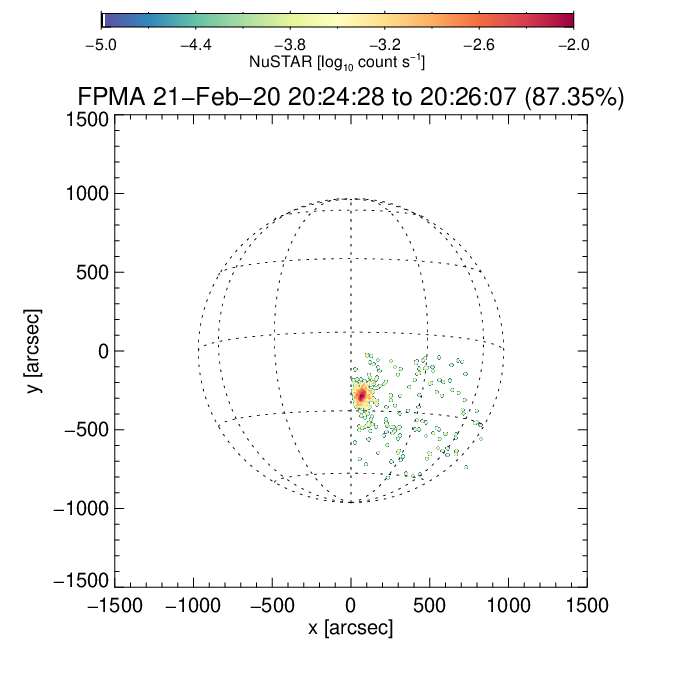 −5.0 −4.4 −3.8 −3.2 −2.6 −2.0
NuSTAR [log₁₀ count s⁻¹]
FPMA 21−Feb−20 20:24:28 to 20:26:07 (87.35%)
1500
1000
500
0
−500
−1000
−1500
y [arcsec]
−1500 −1000 −500 0 500 1000 1500
x [arcsec]